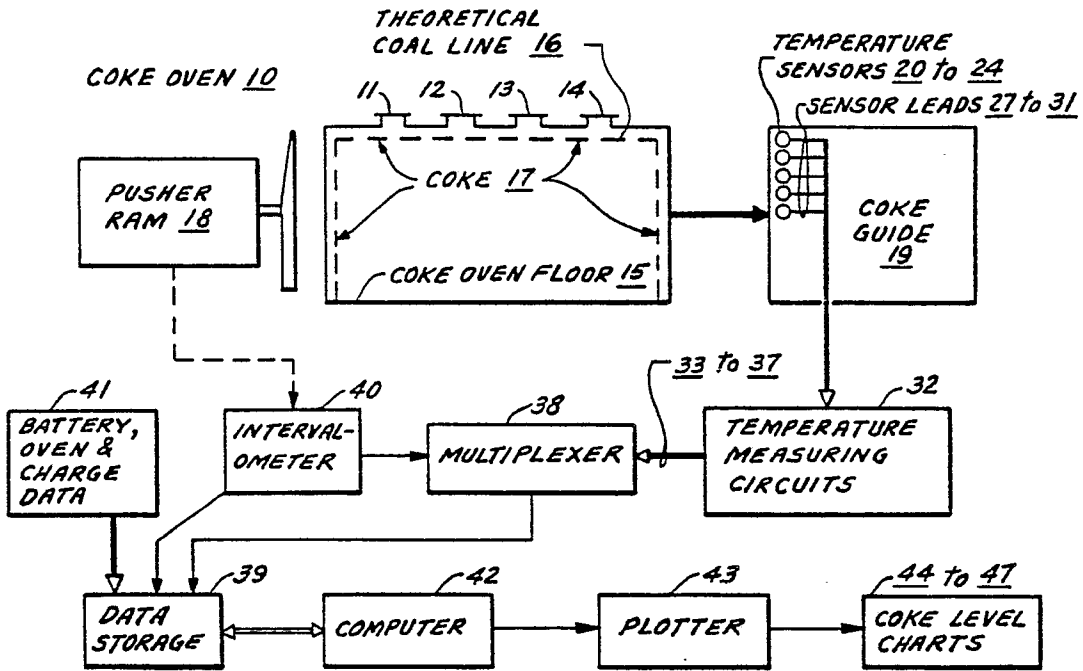 THEORETICAL
COAL LINE 16
TEMPERATURE
SENSORS 20 to 24
SENSOR LEADS 27 to 31
COKE OVEN 10
11
12
13
14
PUSHER
RAM 18
COKE 17
COKE OVEN FLOOR 15
COKE
GUIDE
19
41
BATTERY,
OVEN &
CHARGE
DATA
40
INTERVAL-
OMETER
38
MULTIPLEXER
33 to 37
32
TEMPERATURE
MEASURING
CIRCUITS
39
DATA
STORAGE
42
COMPUTER
43
PLOTTER
44 to 47
COKE LEVEL
CHARTS